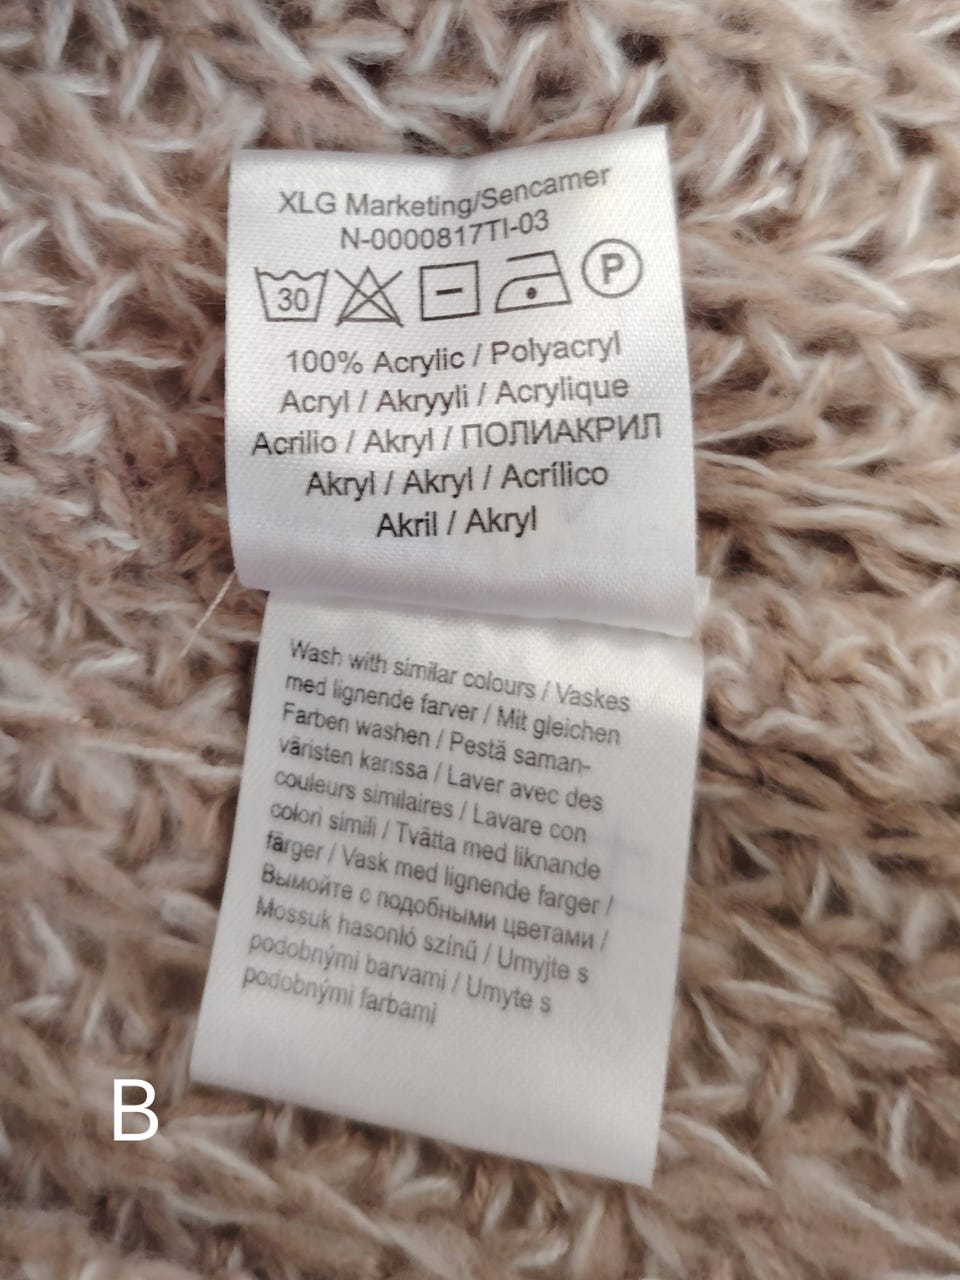 XLG Marketing/Sencamer
N-0000817TI-03
30 P
100% Acrylic / Polyacryl
Acryl / Akryyli / Acrylique
Acrilio / Akryl / ПОЛИАКРИЛ
Akryl / Akryl / Acrílico
Akril / Akryl
Wash with similar colours / Vaskes
med lignende farver / Mit gleichen
Farben washen / Pestä saman-
väristen kanssa / Laver avec des
couleurs similaires / Lavare con
colori simili / Tvätta med liknande
färger / Vask med lignende farger /
Вымойте с подобными цветами /
Mossuk hasonló színű / Umyjte s
podobnými barvami / Umyte s
podobnými farbami
B